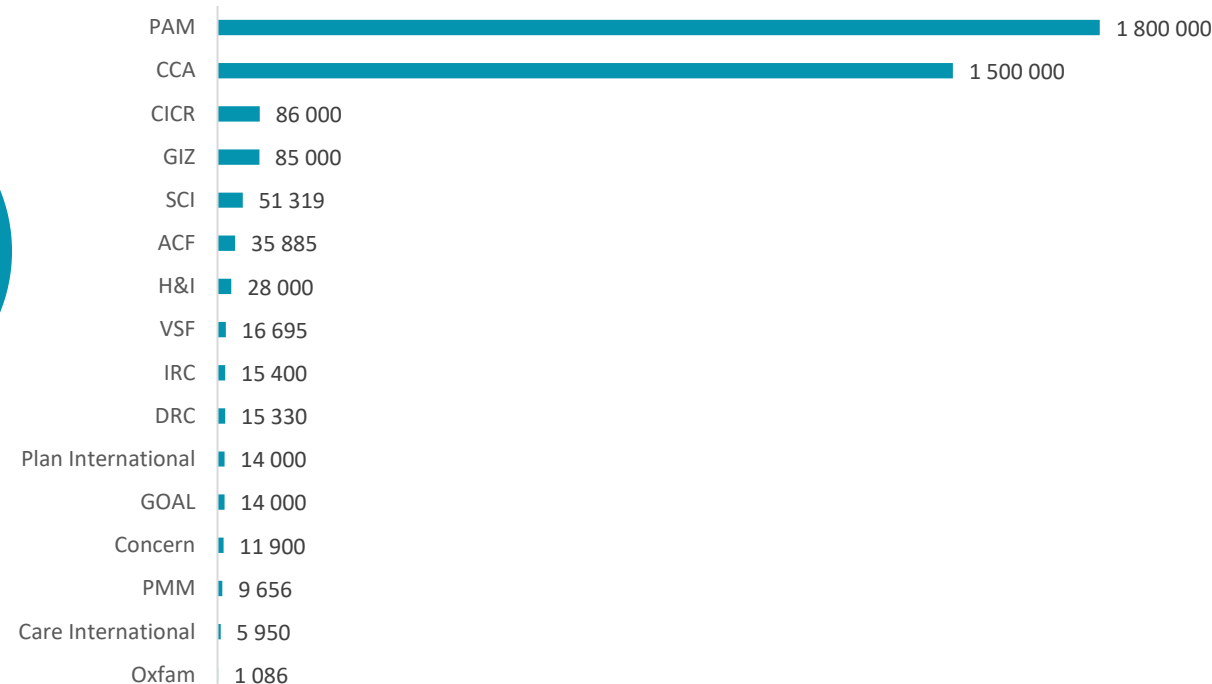 PAM 1 800 000
CCA 1 500 000
CICR 86 000
GIZ 85 000
SCI 51 319
ACF 35 885
H&I 28 000
VSF 16 695
IRC 15 400
DRC 15 330
Plan International 14 000
GOAL 14 000
Concern 11 900
PMM 9 656
Care International 5 950
Oxfam 1 086